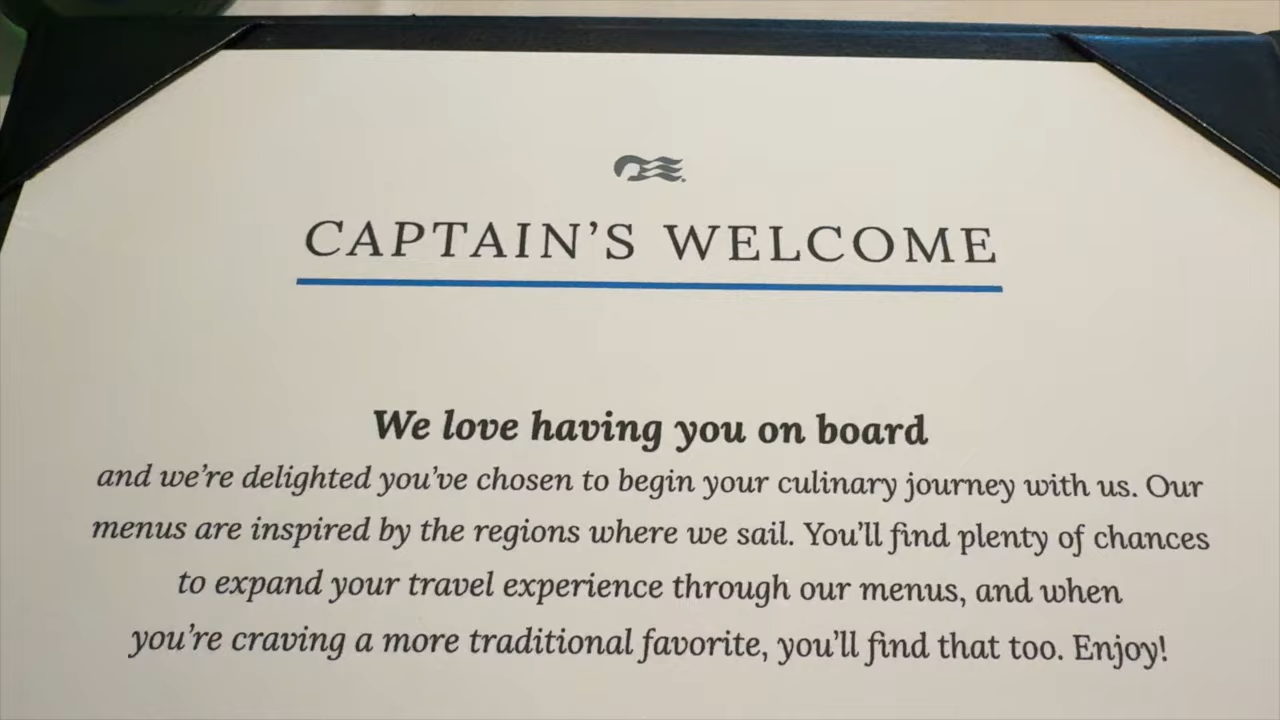 CAPTAIN’S WELCOME
We love having you on board
and we’re delighted you’ve chosen to begin your culinary journey with us. Our
menus are inspired by the regions where we sail. You’ll find plenty of chances
to expand your travel experience through our menus, and when
you’re craving a more traditional favorite, you’ll find that too. Enjoy!